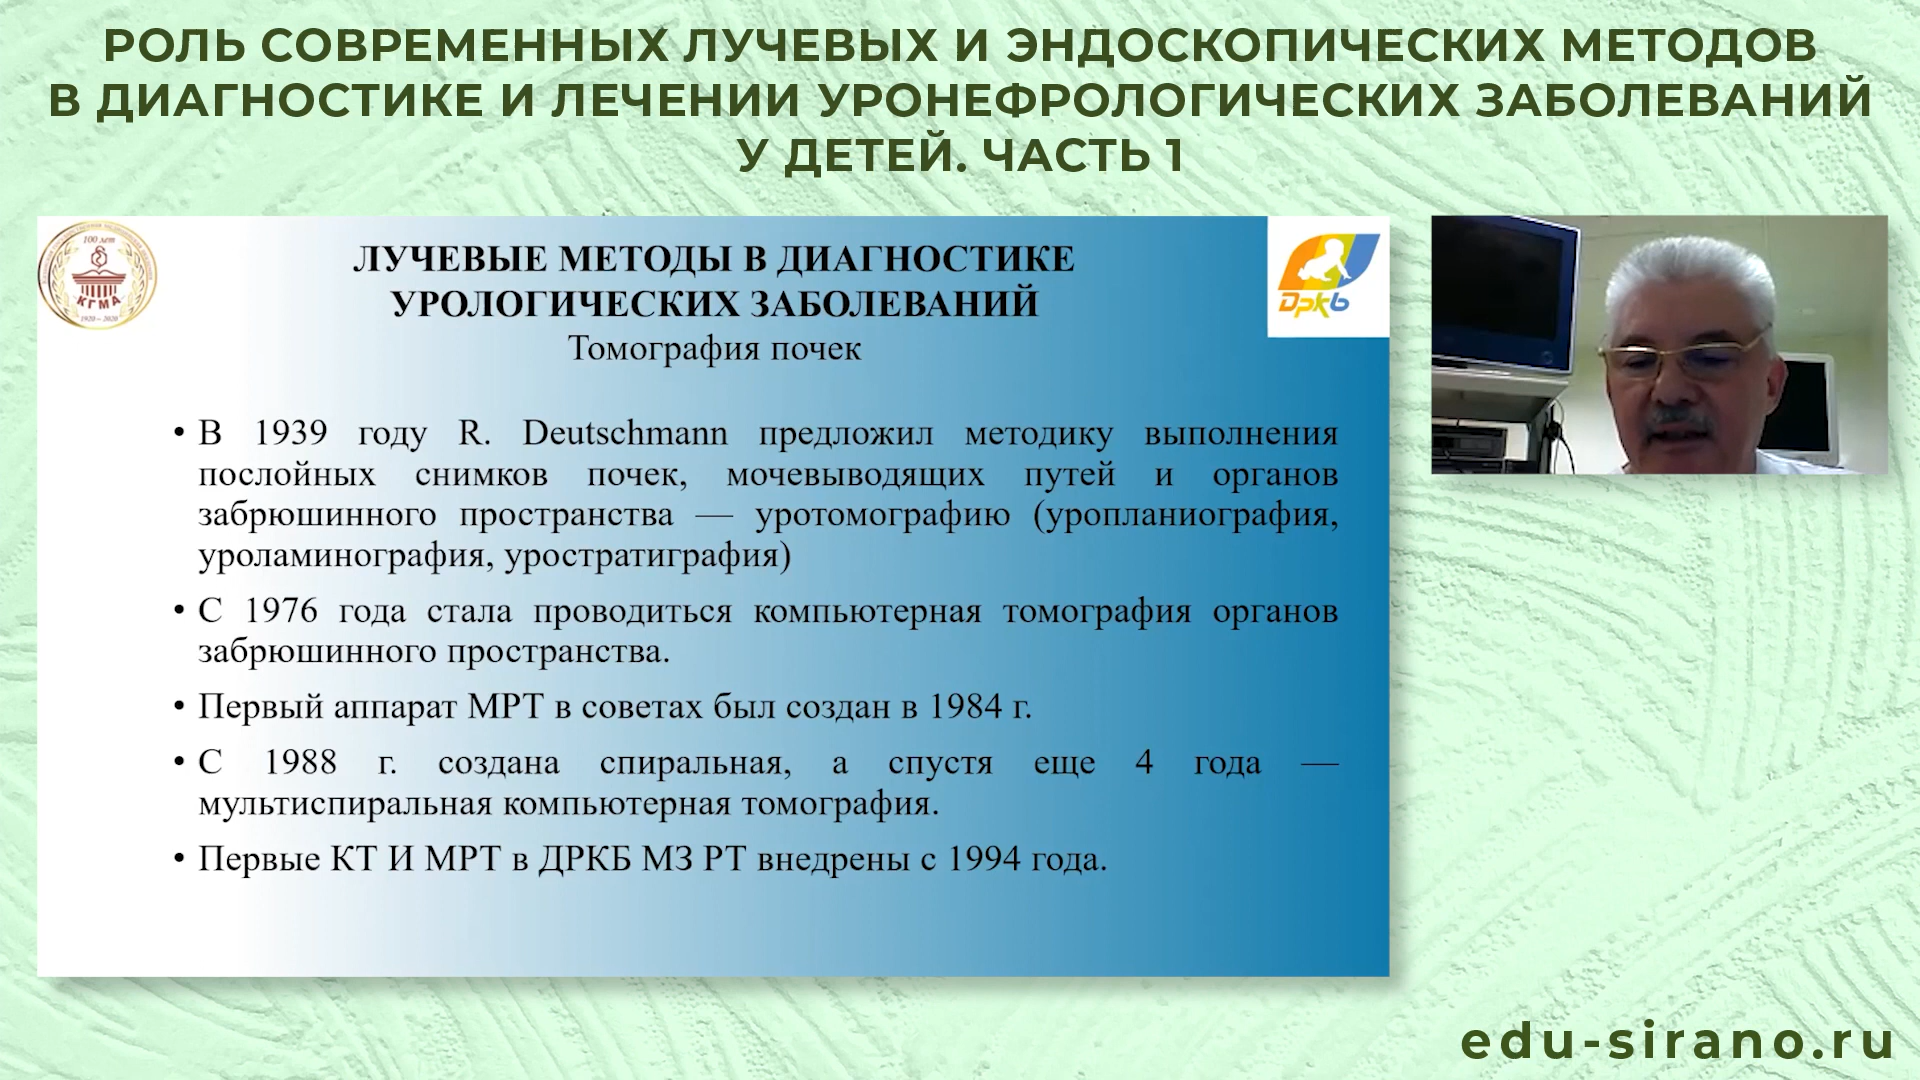 РОЛЬ СОВРЕМЕННЫХ ЛУЧЕВЫХ И ЭНДОСКОПИЧЕСКИХ МЕТОДОВ
В ДИАГНОСТИКЕ И ЛЕЧЕНИИ УРОНЕФРОЛОГИЧЕСКИХ ЗАБОЛЕВАНИЙ
У ДЕТЕЙ. ЧАСТЬ 1
100 лет
КГМА
1920 – 2020
ДРКБ
ЛУЧЕВЫЕ МЕТОДЫ В ДИАГНОСТИКЕ
УРОЛОГИЧЕСКИХ ЗАБОЛЕВАНИЙ
Томография почек
• В 1939 году R. Deutschmann предложил методику выполнения
послойных снимков почек, мочевыводящих путей и органов
забрюшинного пространства — уротомографию (уропланиография,
уроламинография, уростратиграфия)
• С 1976 года стала проводиться компьютерная томография органов
забрюшинного пространства.
• Первый аппарат МРТ в советах был создан в 1984 г.
• С 1988 г. создана спиральная, а спустя еще 4 года —
мультиспиральная компьютерная томография.
• Первые КТ И МРТ в ДРКБ МЗ РТ внедрены с 1994 года.
edu-sirano.ru